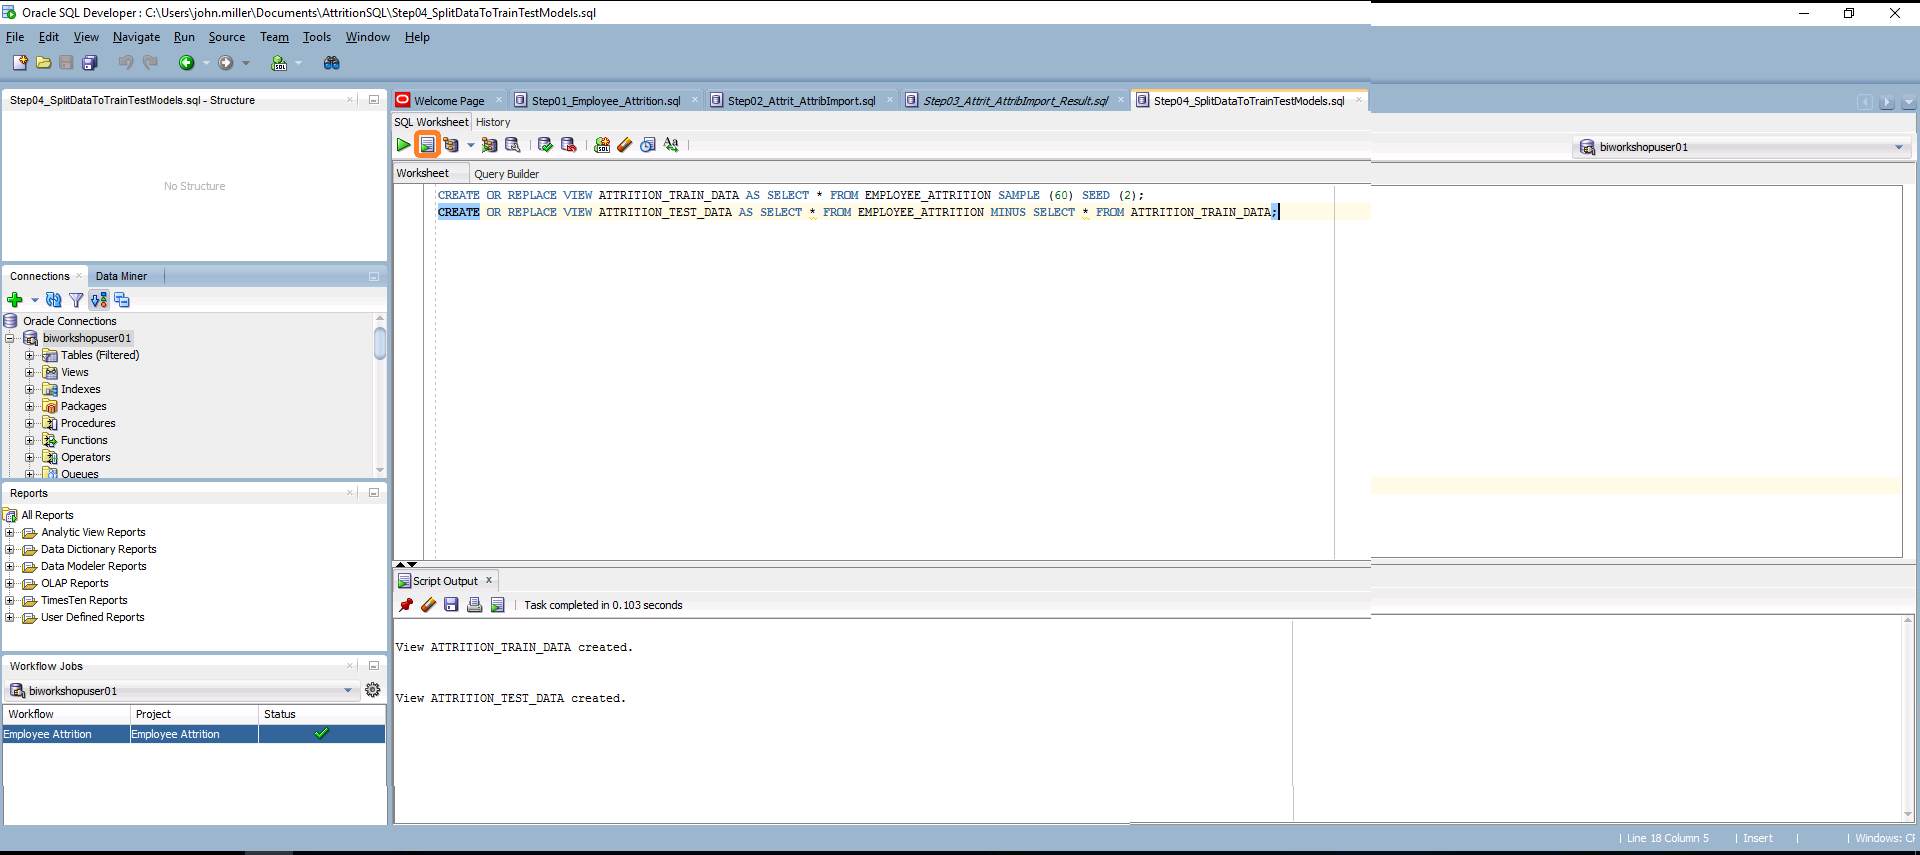 Oracle SQL Developer : C:\Users\john.miller\Documents\AttritionSQL\Step04_SplitDataToTrainTestModels.sql
File Edit View Navigate Run Source Team Tools Window Help
Step04_SplitDataToTrainTestModels.sql - Structure
No Structure
Connections Data Miner
Oracle Connections
biworkshopuser01
Tables (Filtered)
Views
Indexes
Packages
Procedures
Functions
Operators
Queues
Reports
All Reports
Analytic View Reports
Data Dictionary Reports
Data Modeler Reports
OLAP Reports
TimesTen Reports
User Defined Reports
Workflow Jobs
biworkshopuser01
Workflow Project Status
Employee Attrition Employee Attrition
Welcome Page Step01_Employee_Attrition.sql Step02_Attrit_AttribImport.sql Step03_Attrit_AttribImport_Result.sql Step04_SplitDataToTrainTestModels.sql
SQL Worksheet History
biworkshopuser01
Worksheet Query Builder
CREATE OR REPLACE VIEW ATTRITION_TRAIN_DATA AS SELECT * FROM EMPLOYEE_ATTRITION SAMPLE (60) SEED (2);
CREATE OR REPLACE VIEW ATTRITION_TEST_DATA AS SELECT * FROM EMPLOYEE_ATTRITION MINUS SELECT * FROM ATTRITION_TRAIN_DATA;
Script Output
Task completed in 0.103 seconds
View ATTRITION_TRAIN_DATA created.
View ATTRITION_TEST_DATA created.
Line 18 Column 5 Insert Windows: